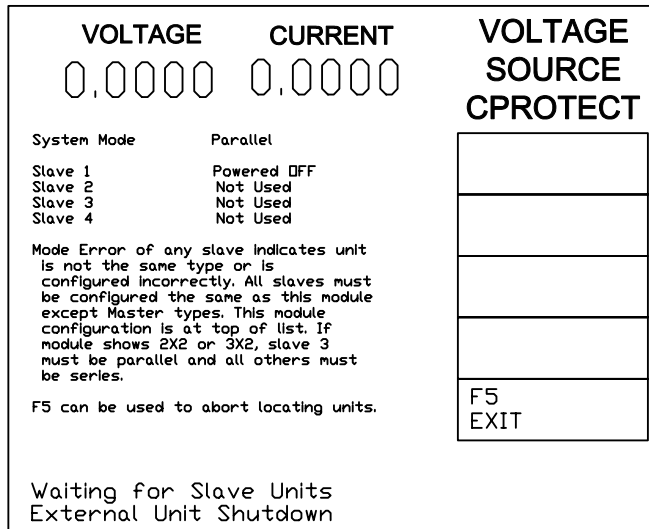 VOLTAGE CURRENT
0.0000 0.0000
VOLTAGE
SOURCE
CPROTECT
System Mode Parallel
Slave 1 Powered OFF
Slave 2 Not Used
Slave 3 Not Used
Slave 4 Not Used
Mode Error of any slave indicates unit
is not the same type or is
configured incorrectly. All slaves must
be configured the same as this module
except Master types. This module
configuration is at top of list. If
module shows 2X2 or 3X2, slave 3
must be parallel and all others must
be series.
F5 can be used to abort locating units.
F5
EXIT
Waiting for Slave Units
External Unit Shutdown